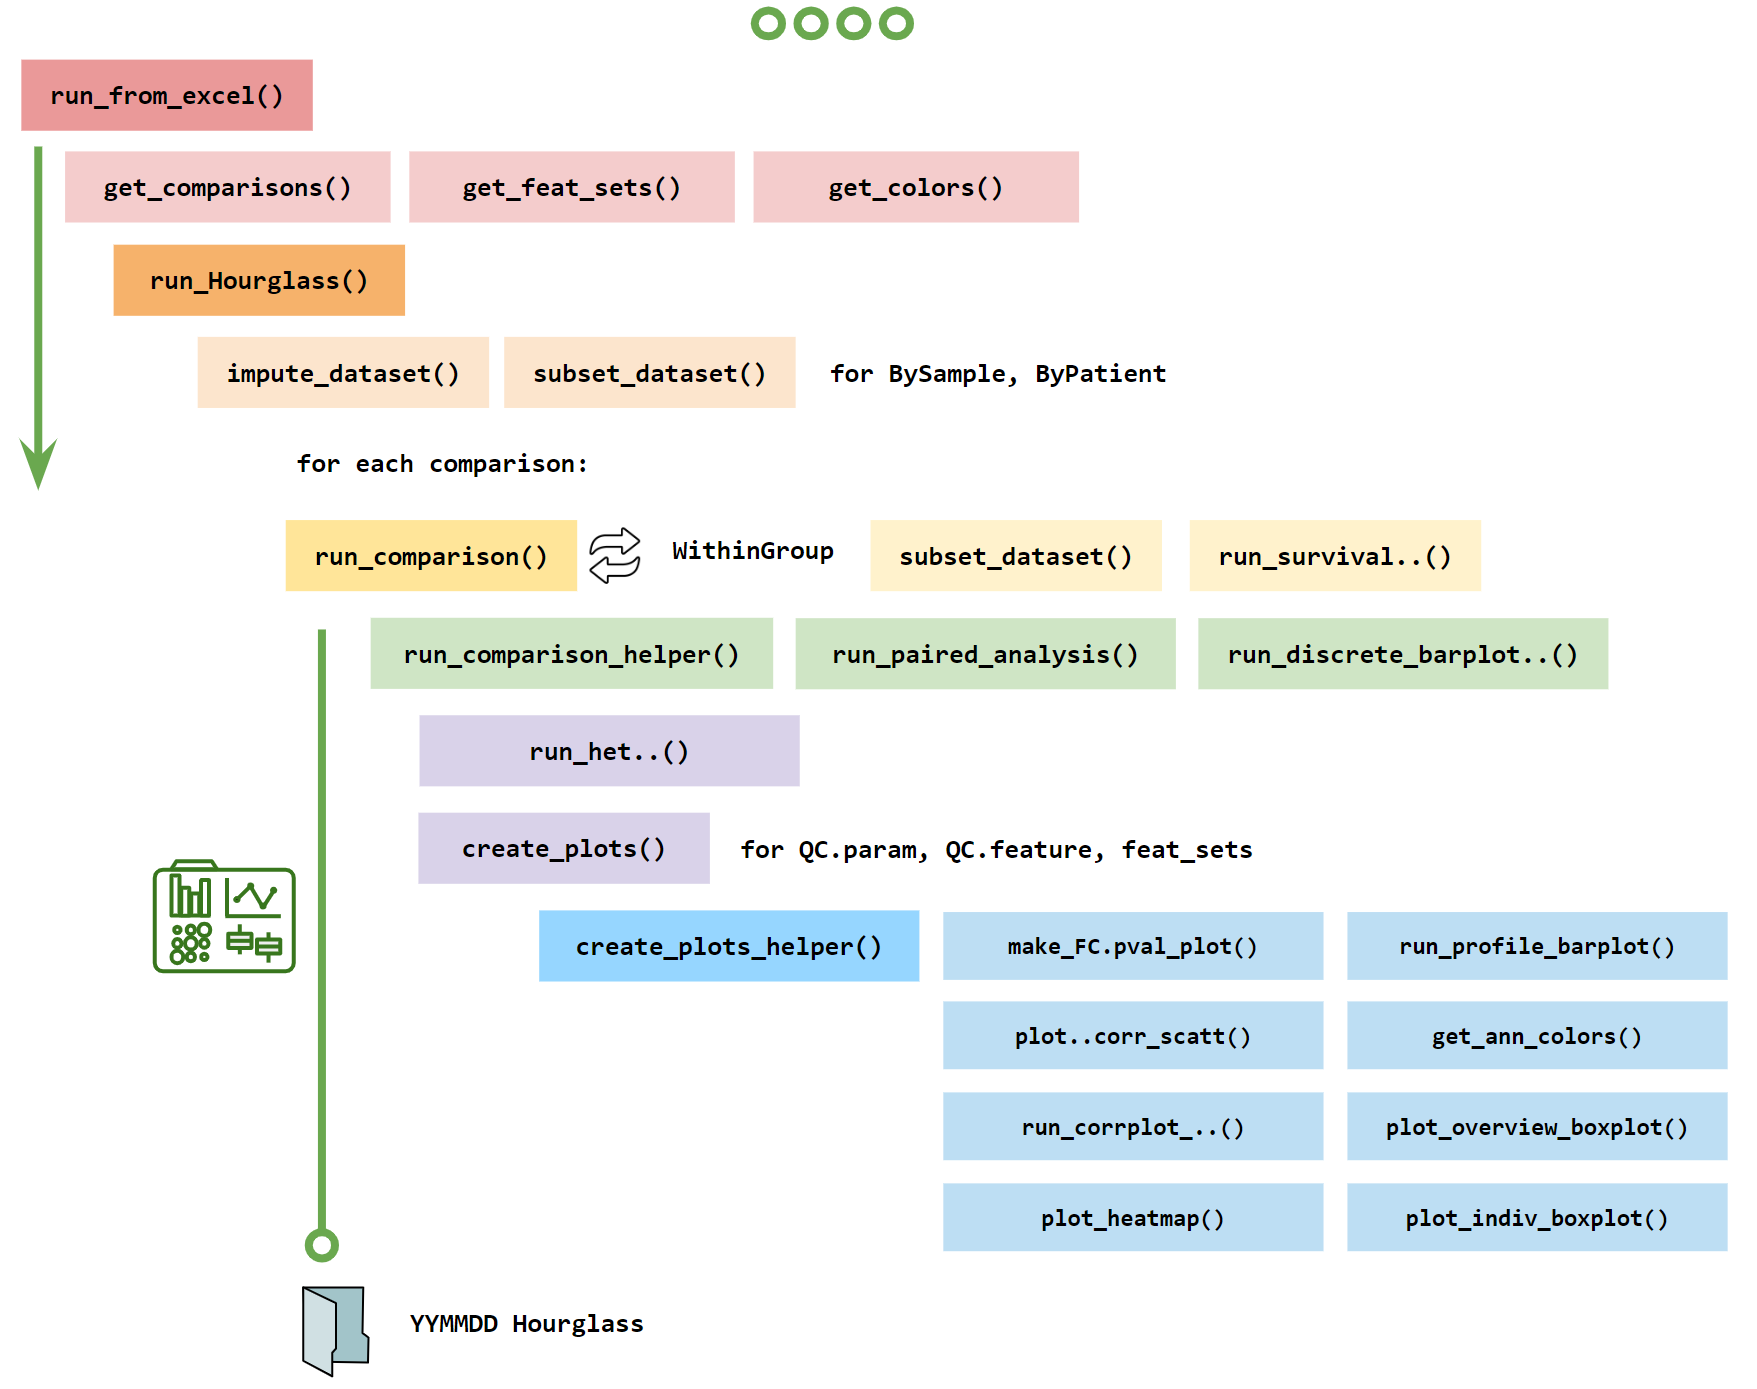 run_from_excel()
get_comparisons() get_feat_sets() get_colors()
run_Hourglass()
impute_dataset() subset_dataset() for BySample, ByPatient
for each comparison:
run_comparison() WithinGroup subset_dataset() run_survival..()
run_comparison_helper() run_paired_analysis() run_discrete_barplot..()
run_het..()
create_plots() for QC.param, QC.feature, feat_sets
create_plots_helper() make_FC.pval_plot() run_profile_barplot()
plot..corr_scatt() get_ann_colors()
run_corrplot_..() plot_overview_boxplot()
plot_heatmap() plot_indiv_boxplot()
YYMMDD Hourglass